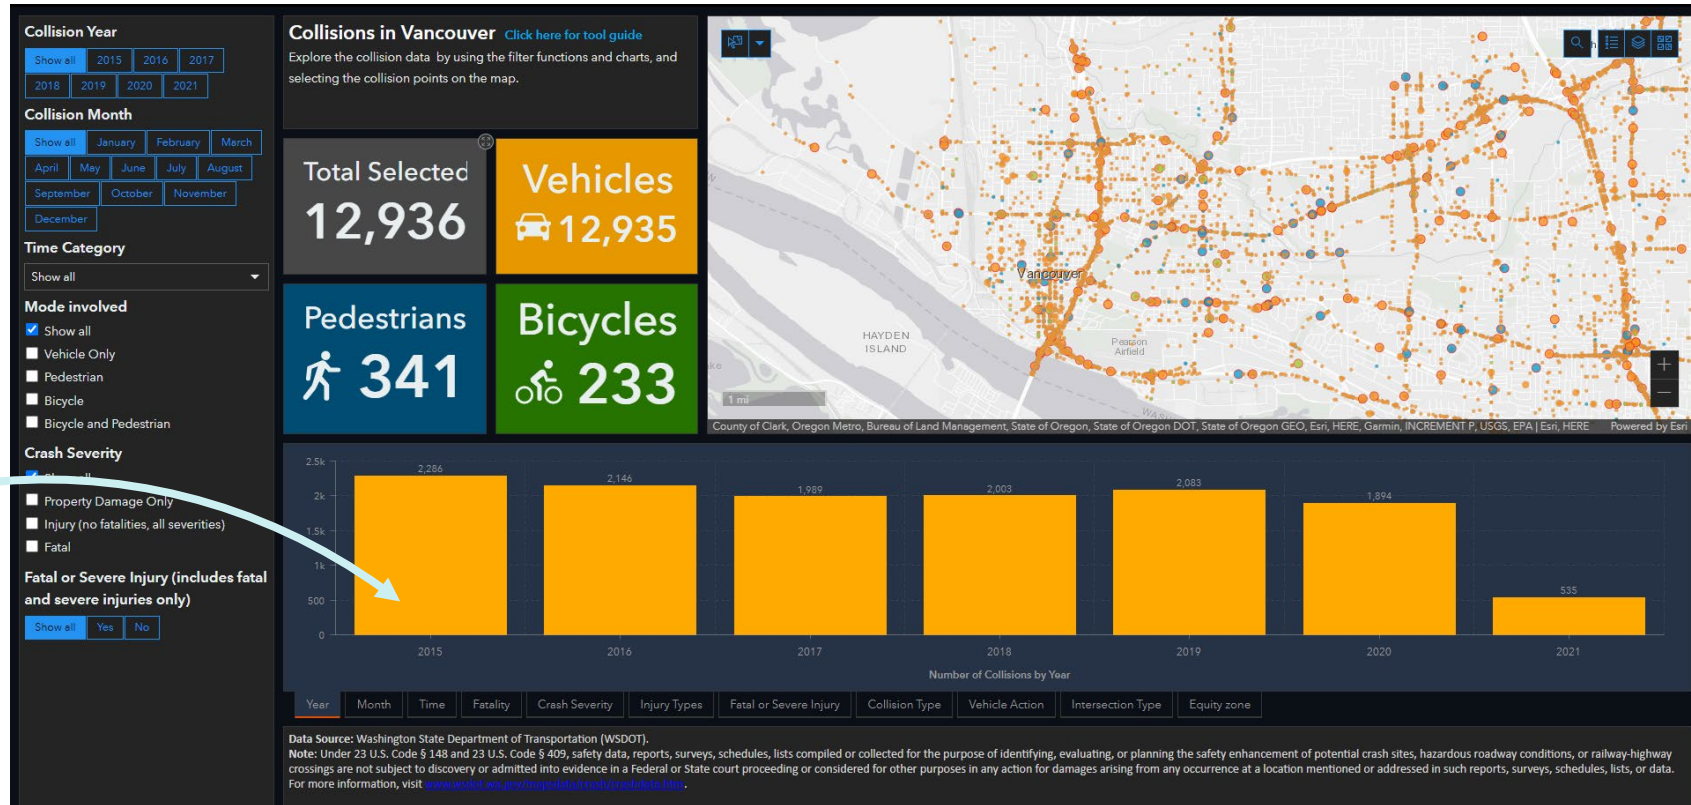 Collision Year
Show all 2015 2016 2017
2018 2019 2020 2021
Collision Month
Show all January February March
April May June July August
September October November
December
Time Category
Show all
Mode involved
Show all
Vehicle Only
Pedestrian
Bicycle
Bicycle and Pedestrian
Crash Severity
Property Damage Only
Injury (no fatalities, all severities)
Fatal
Fatal or Severe Injury (includes fatal
and severe injuries only)
Show all Yes No
Collisions in Vancouver Click here for tool guide
Explore the collision data by using the filter functions and charts, and
selecting the collision points on the map.
Total Selected
12,936
Vehicles
12,935
Pedestrians
341
Bicycles
233
Vancouver
HAYDEN
ISLAND
Pearson
Airfield
1 mi
County of Clark, Oregon Metro, Bureau of Land Management, State of Oregon, State of Oregon DOT, State of Oregon GEO, Esri, HERE, Garmin, INCREMENT P, USGS, EPA | Esri, HERE Powered by Esri
2.5k
2k
1.5k
1k
500
0
2,286 2,146 1,989 2,003 2,083 1,894 535
2015 2016 2017 2018 2019 2020 2021
Number of Collisions by Year
Year Month Time Fatality Crash Severity Injury Types Fatal or Severe Injury Collision Type Vehicle Action Intersection Type Equity zone
Data Source: Washington State Department of Transportation (WSDOT).
Note: Under 23 U.S. Code § 148 and 23 U.S. Code § 409, safety data, reports, surveys, schedules, lists compiled or collected for the purpose of identifying, evaluating, or planning the safety enhancement of potential crash sites, hazardous roadway conditions, or railway-highway
crossings are not subject to discovery or admitted into evidence in a Federal or State court proceeding or considered for other purposes in any action for damages arising from any occurrence at a location mentioned or addressed in such reports, surveys, schedules, lists, or data.
For more information, visit